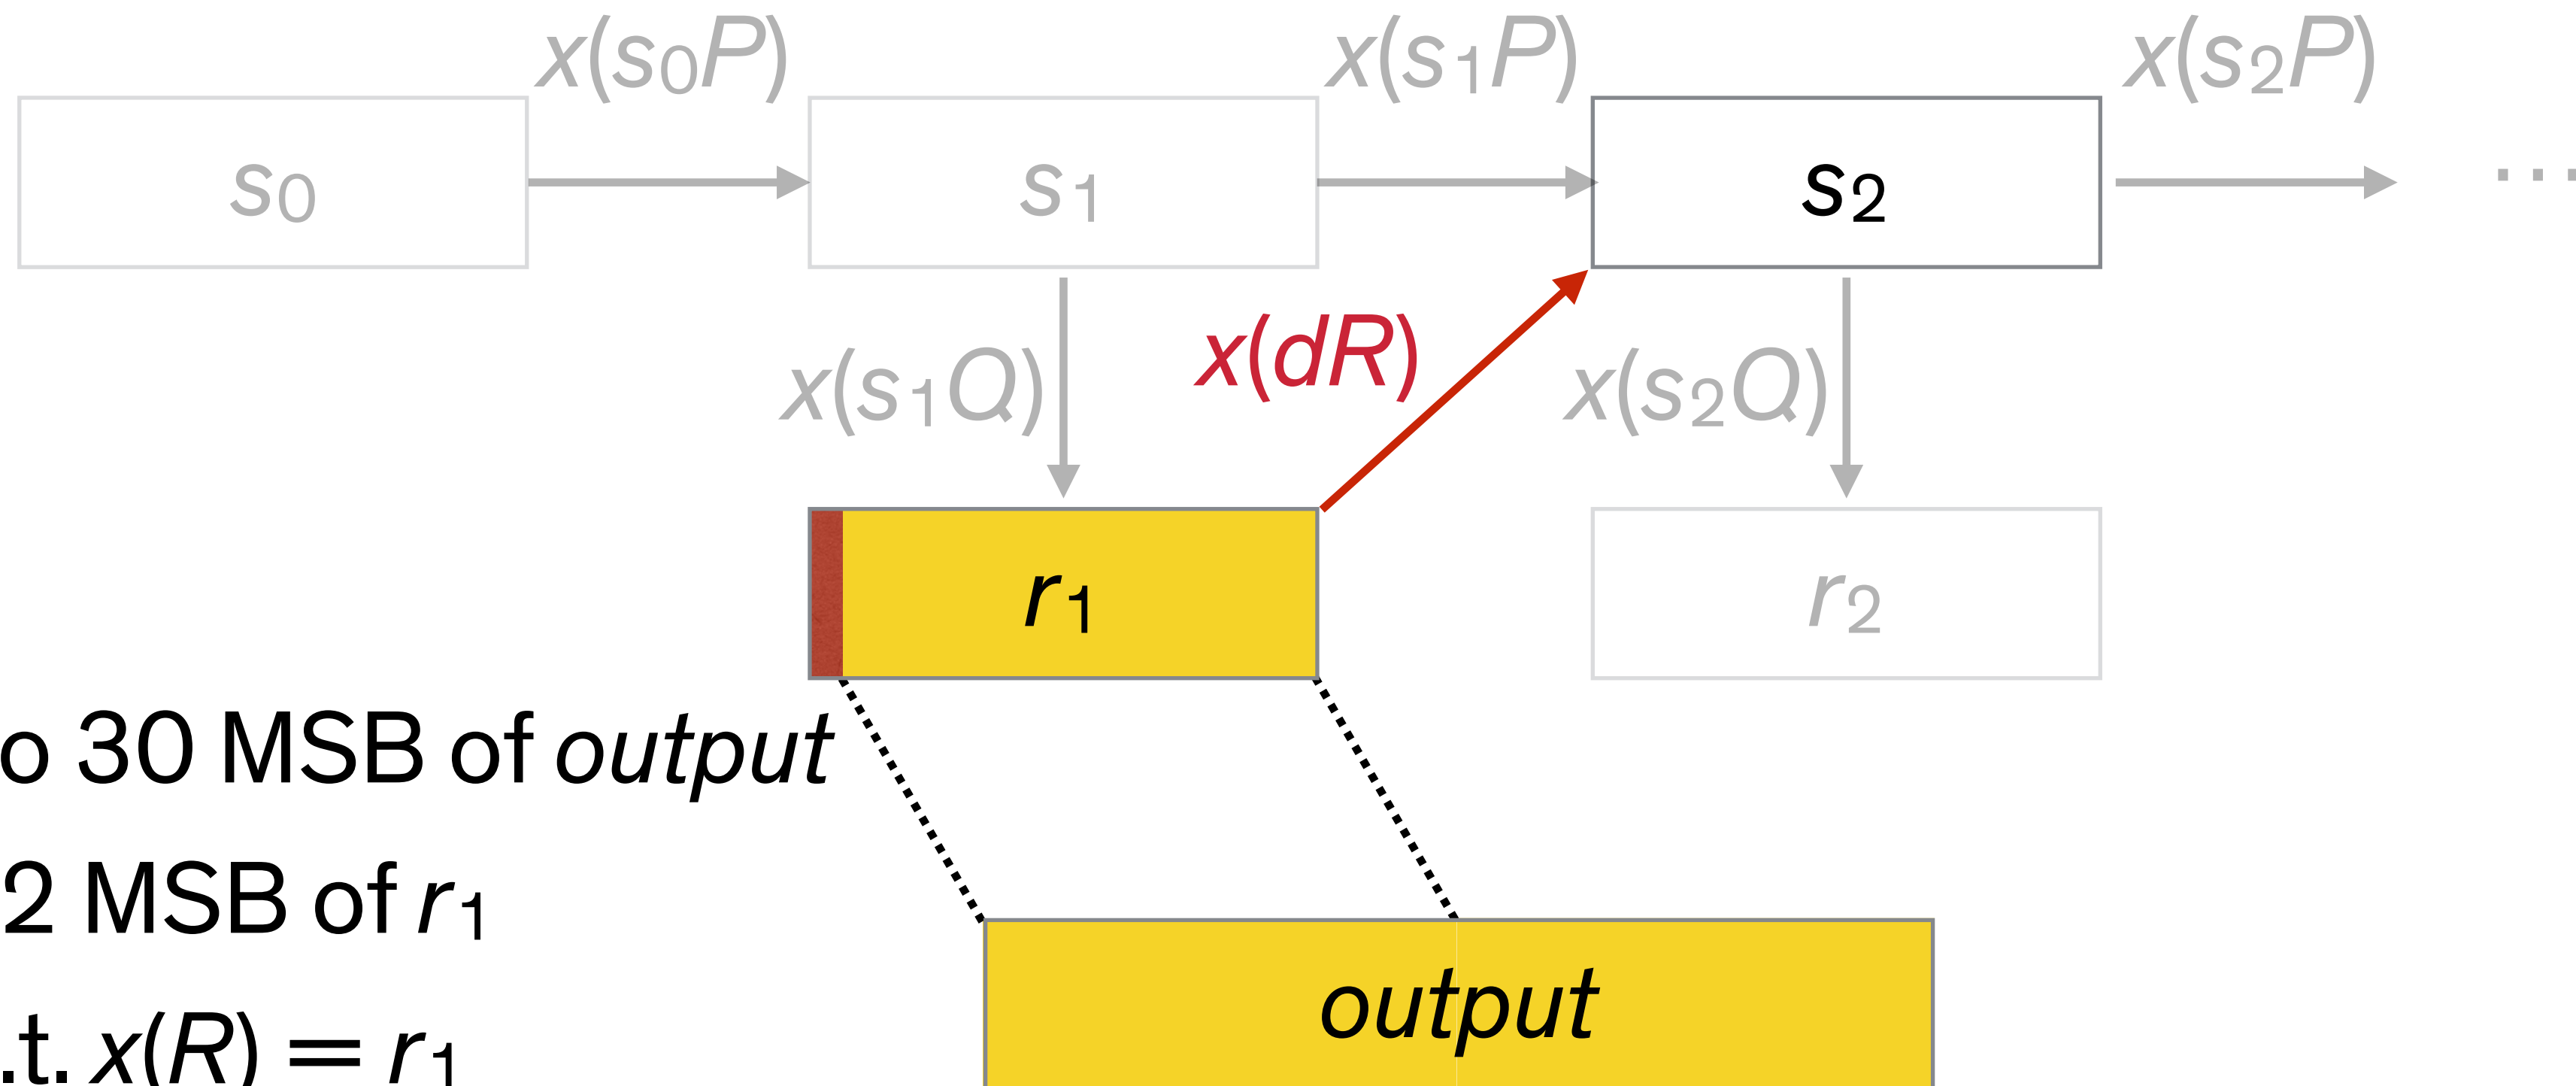 x(s₀P) x(s₁P) x(s₂P)
s₀ s₁ s₂ ...
x(s₁Q) x(dR) x(s₂Q)
r₁ r₂
o 30 MSB of output
2 MSB of r₁
.t. x(R) = r₁
output